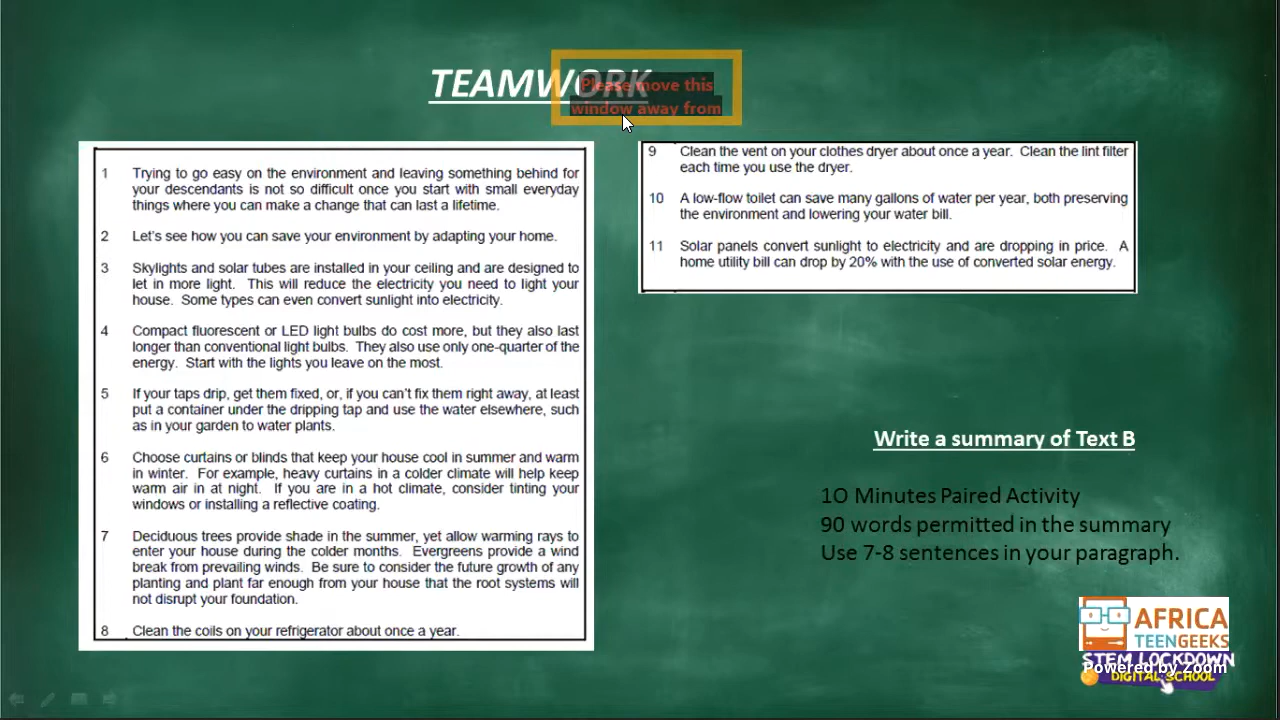 TEAMWORK
Please move this
window away from
1 Trying to go easy on the environment and leaving something behind for
your descendants is not so difficult once you start with small everyday
things where you can make a change that can last a lifetime.
2 Let's see how you can save your environment by adapting your home.
3 Skylights and solar tubes are installed in your ceiling and are designed to
let in more light. This will reduce the electricity you need to light your
house. Some types can even convert sunlight into electricity.
4 Compact fluorescent or LED light bulbs do cost more, but they also last
longer than conventional light bulbs. They also use only one-quarter of the
energy. Start with the lights you leave on the most.
5 If your taps drip, get them fixed, or, if you can't fix them right away, at least
put a container under the dripping tap and use the water elsewhere, such
as in your garden to water plants.
6 Choose curtains or blinds that keep your house cool in summer and warm
in winter. For example, heavy curtains in a colder climate will help keep
warm air in at night. If you are in a hot climate, consider tinting your
windows or installing a reflective coating.
7 Deciduous trees provide shade in the summer, yet allow warming rays to
enter your house during the colder months. Evergreens provide a wind
break from prevailing winds. Be sure to consider the future growth of any
planting and plant far enough from your house that the root systems will
not disrupt your foundation.
8 Clean the coils on your refrigerator about once a year.
9 Clean the vent on your clothes dryer about once a year. Clean the lint filter
each time you use the dryer.
10 A low-flow toilet can save many gallons of water per year, both preserving
the environment and lowering your water bill.
11 Solar panels convert sunlight to electricity and are dropping in price. A
home utility bill can drop by 20% with the use of converted solar energy.
Write a summary of Text B
1O Minutes Paired Activity
90 words permitted in the summary
Use 7-8 sentences in your paragraph.
AFRICA
TEENGEEKS
STEM LOCKDOWN
Powered by Zoom
DIGITAL SCHOOL